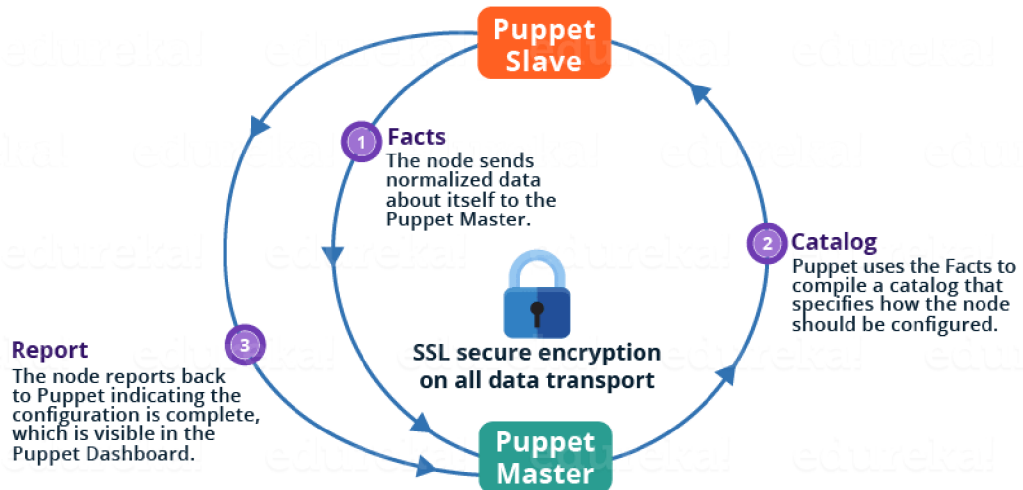 Puppet
Slave
1
Facts
The node sends
normalized data
about itself to the
Puppet Master.
2
Catalog
Puppet uses the Facts to
compile a catalog that
specifies how the node
should be configured.
SSL secure encryption
on all data transport
3
Report
The node reports back
to Puppet indicating the
configuration is complete,
which is visible in the
Puppet Dashboard.
Puppet
Master
edureka!